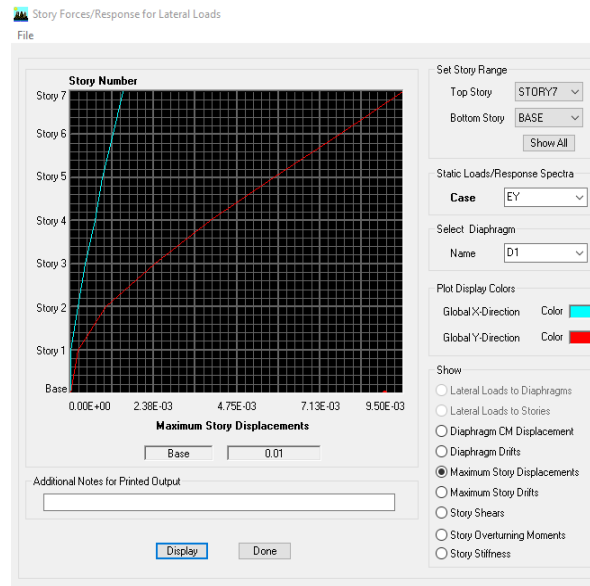 Story Forces/Response for Lateral Loads
File
Story Number
Story 7
Story 6
Story 5
Story 4
Story 3
Story 2
Story 1
Base
0.00E+00 2.38E-03 4.75E-03 7.13E-03 9.50E-03
Maximum Story Displacements
Base 0.01
Additional Notes for Printed Output
Display Done
Set Story Range
Top Story STORY7
Bottom Story BASE
Show All
Static Loads/Response Spectra
Case EY
Select Diaphragm
Name D1
Plot Display Colors
Global X-Direction Color
Global Y-Direction Color
Show
Lateral Loads to Diaphragms
Lateral Loads to Stories
Diaphragm CM Displacement
Diaphragm Drifts
Maximum Story Displacements
Maximum Story Drifts
Story Shears
Story Overturning Moments
Story Stiffness